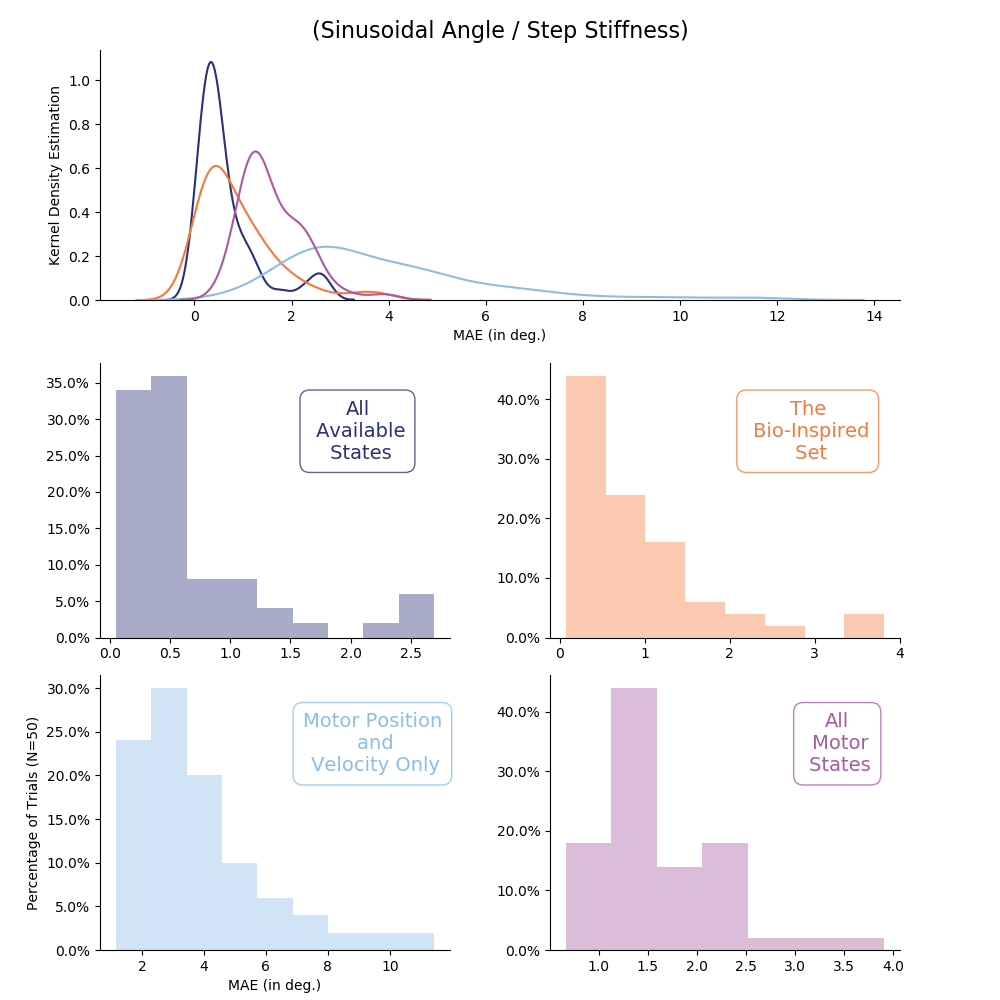 (Sinusoidal Angle / Step Stiffness)
Kernel Density Estimation
1.0
0.8
0.6
0.4
0.2
0.0
0 2 4 6 8 10 12 14
MAE (in deg.)
35.0%
30.0%
25.0%
20.0%
15.0%
10.0%
5.0%
0.0%
0.0 0.5 1.0 1.5 2.0 2.5
All
Available
States
40.0%
30.0%
20.0%
10.0%
0.0%
0 1 2 3 4
The
Bio-Inspired
Set
Percentage of Trials (N=50)
30.0%
25.0%
20.0%
15.0%
10.0%
5.0%
0.0%
2 4 6 8 10
MAE (in deg.)
Motor Position
and
Velocity Only
40.0%
30.0%
20.0%
10.0%
0.0%
1.0 1.5 2.0 2.5 3.0 3.5 4.0
All
Motor
States